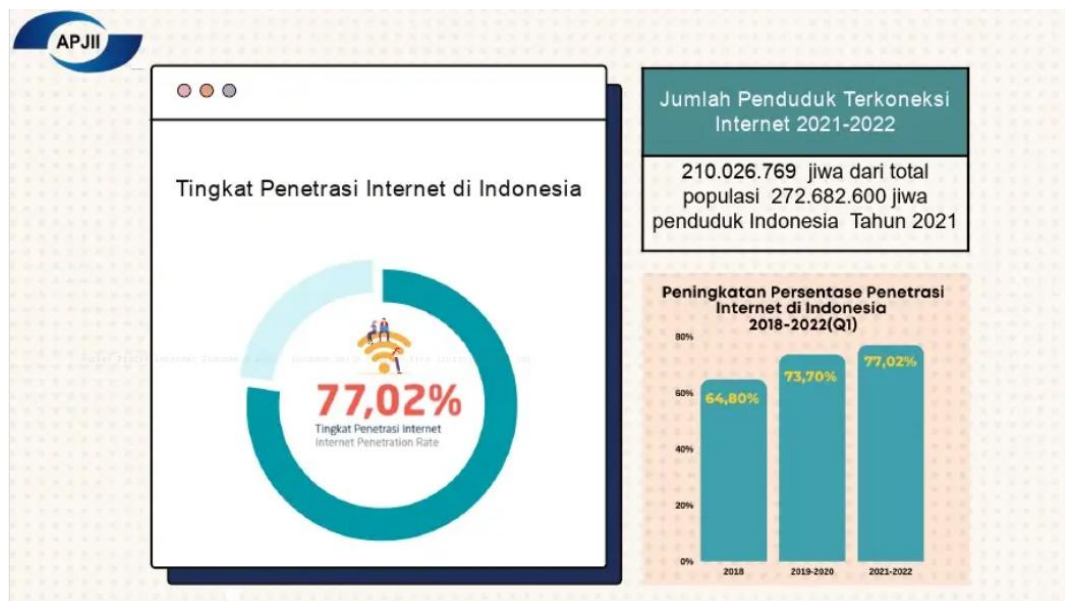 APJII
Tingkat Penetrasi Internet di Indonesia
77,02%
Tingkat Penetrasi Internet
Internet Penetration Rate
Jumlah Penduduk Terkoneksi
Internet 2021-2022
210.026.769 jiwa dari total
populasi 272.682.600 jiwa
penduduk Indonesia Tahun 2021
Peningkatan Persentase Penetrasi
Internet di Indonesia
2018-2022(Q1)
80%
60%
40%
20%
0%
64,80%
73,70%
77,02%
2018
2019-2020
2021-2022